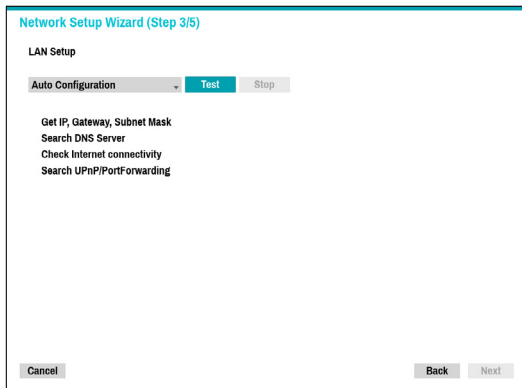 Network Setup Wizard (Step 3/5)
LAN Setup
Auto Configuration Test Stop
Get IP, Gateway, Subnet Mask
Search DNS Server
Check Internet connectivity
Search UPnP/PortForwarding
Cancel Back Next